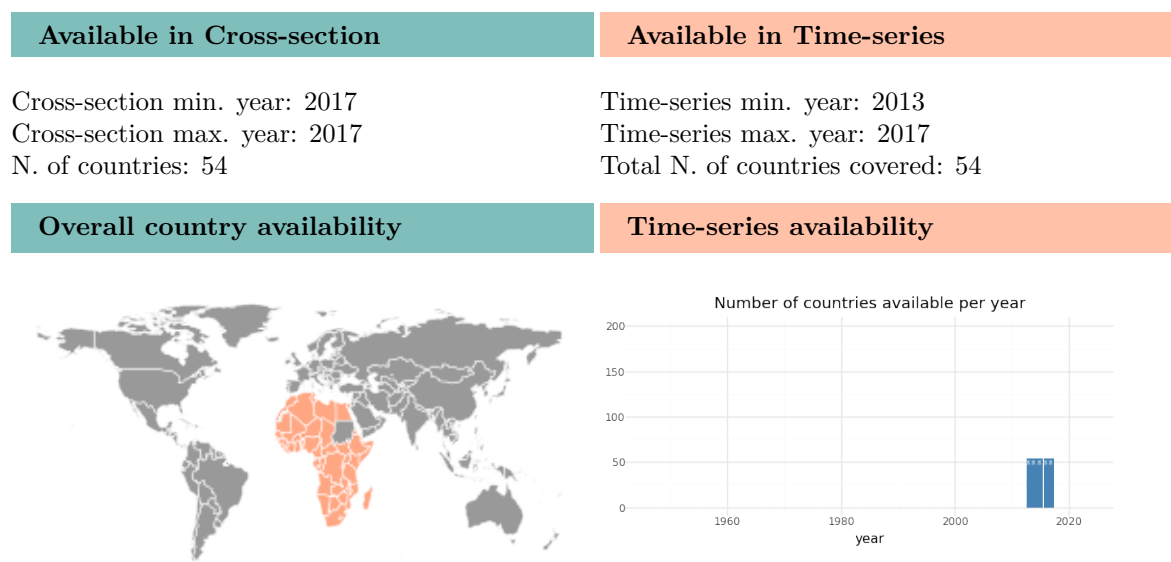 Available in Cross-section
Available in Time-series
Cross-section min. year: 2017
Cross-section max. year: 2017
N. of countries: 54
Time-series min. year: 2013
Time-series max. year: 2017
Total N. of countries covered: 54
Overall country availability
Time-series availability
Number of countries available per year
200
150
100
50
0
1960
1980
2000
2020
year